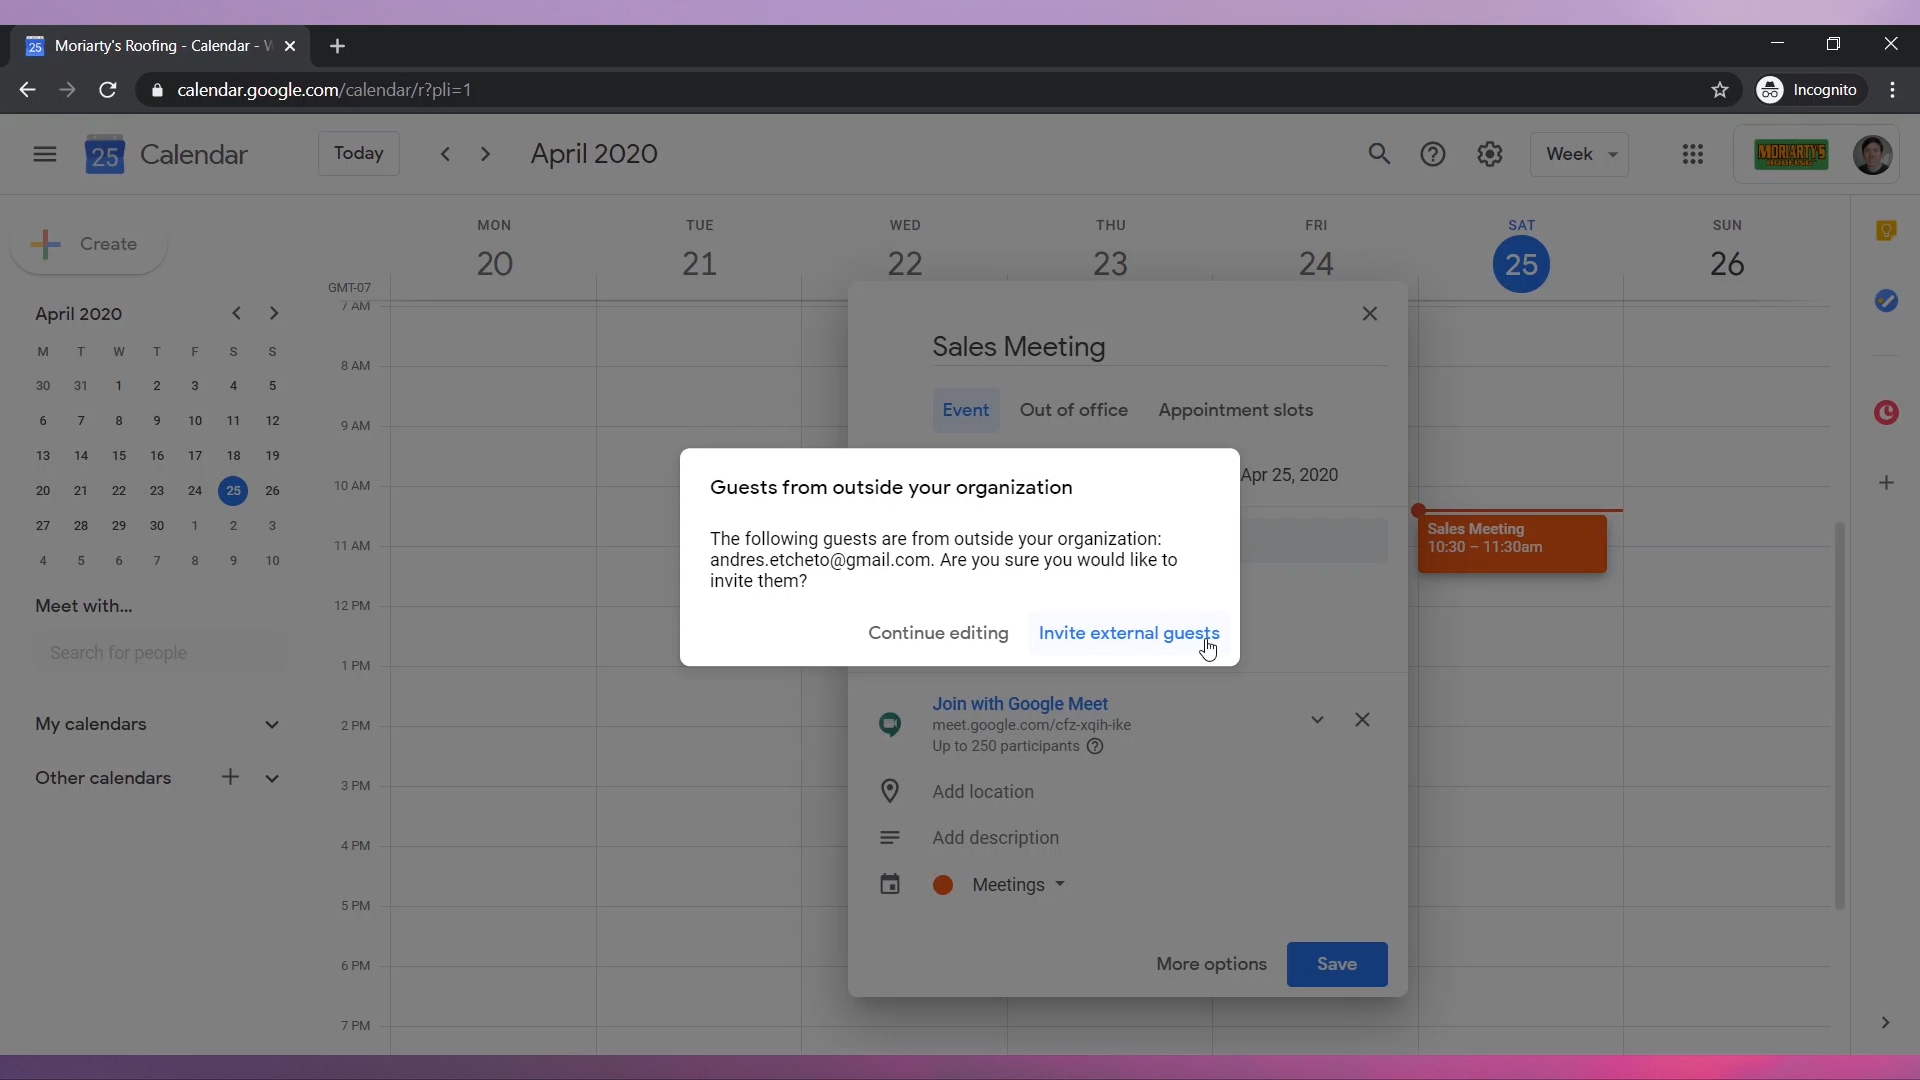 25 Moriarty's Roofing - Calendar - W
calendar.google.com/calendar/r?pli=1
Incognito
25 Calendar
Today
April 2020
Week
MORIARTY'S
ROOFING
Create
MON TUE WED THU FRI SAT SUN
20 21 22 23 24 25 26
GMT-07
April 2020
M T W T F S S
30 31 1 2 3 4 5
6 7 8 9 10 11 12
13 14 15 16 17 18 19
20 21 22 23 24 25 26
27 28 29 30 1 2 3
4 5 6 7 8 9 10
Meet with...
Search for people
My calendars
Other calendars
7 AM
8 AM
9 AM
10 AM
11 AM
12 PM
1 PM
2 PM
3 PM
4 PM
5 PM
6 PM
7 PM
Sales Meeting
Event Out of office Appointment slots
Apr 25, 2020
Guests from outside your organization
The following guests are from outside your organization:
andres.etcheto@gmail.com. Are you sure you would like to
invite them?
Continue editing Invite external guests
Sales Meeting
10:30 – 11:30am
Join with Google Meet
meet.google.com/cfz-xqih-ike
Up to 250 participants
Add location
Add description
Meetings
More options Save